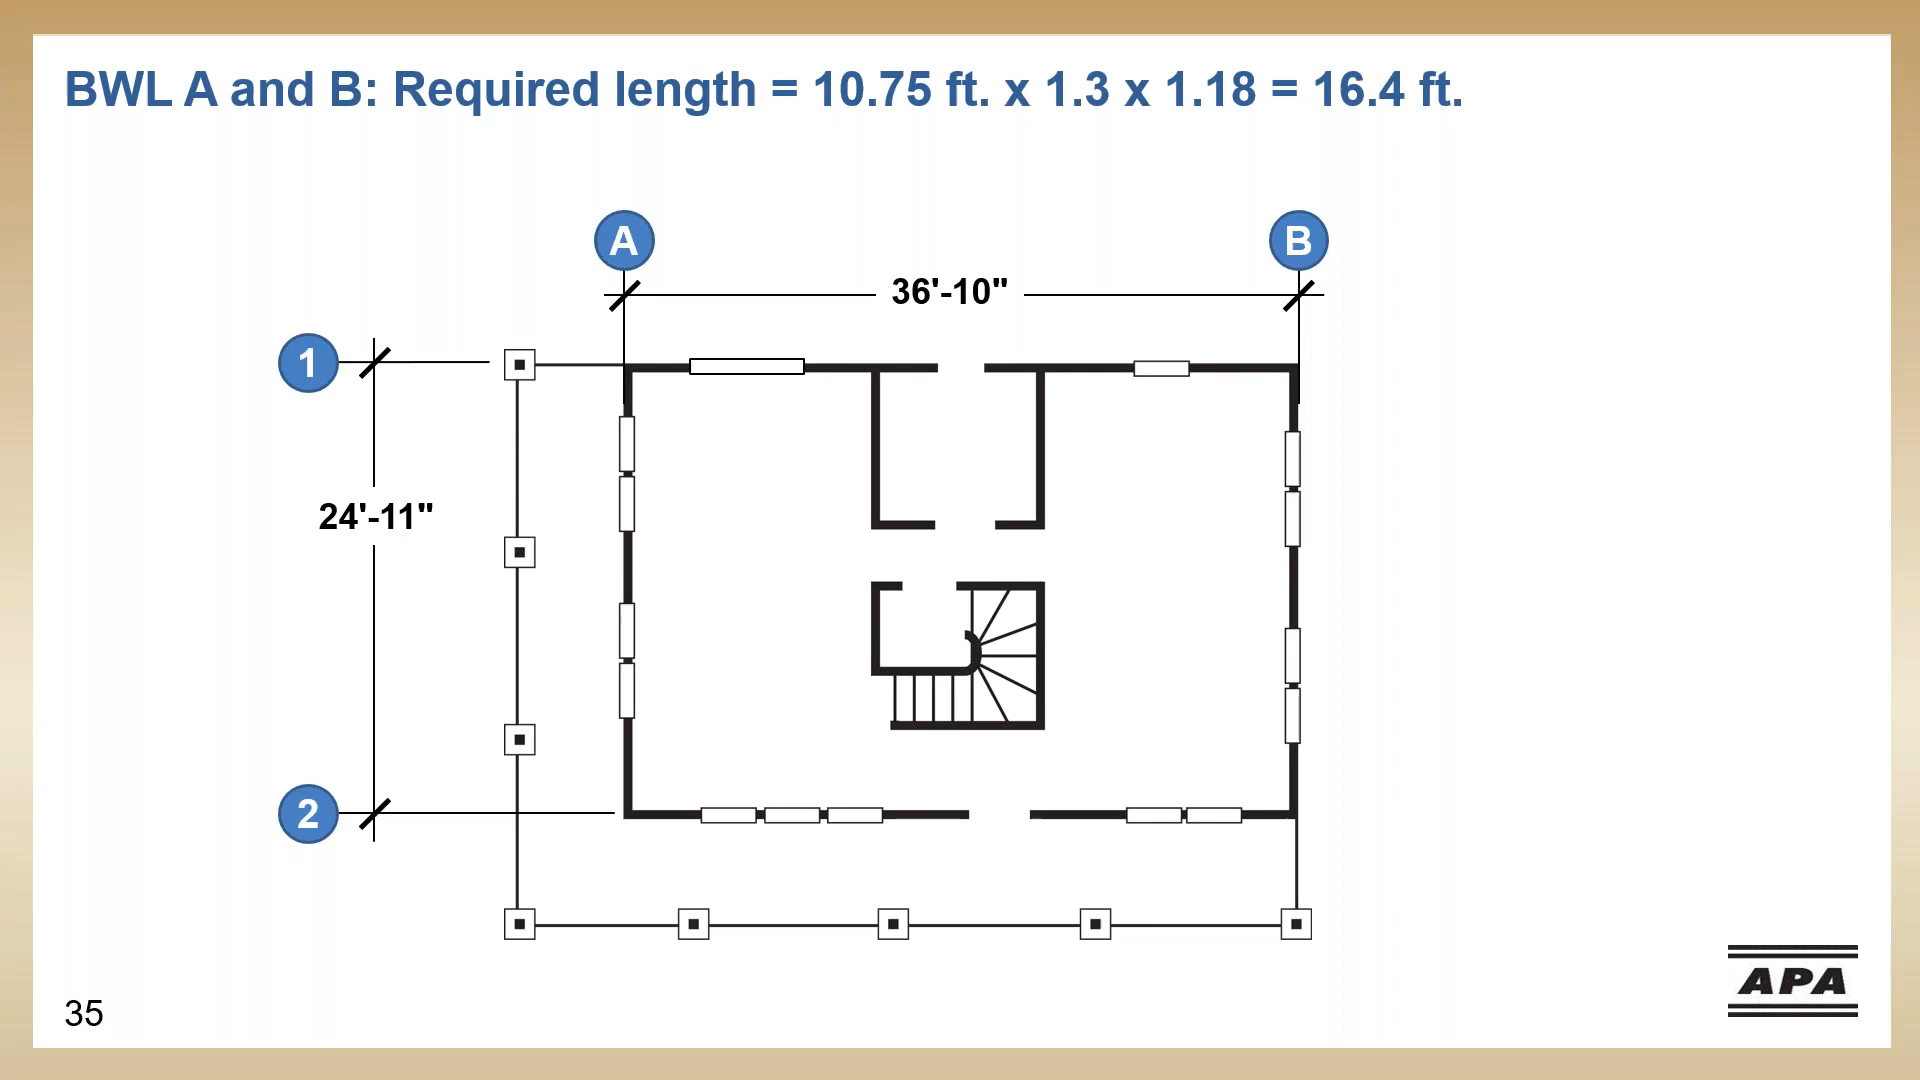 BWL A and B: Required length = 10.75 ft. x 1.3 x 1.18 = 16.4 ft.
A
B
36'-10"
1
24'-11"
2
35
APA